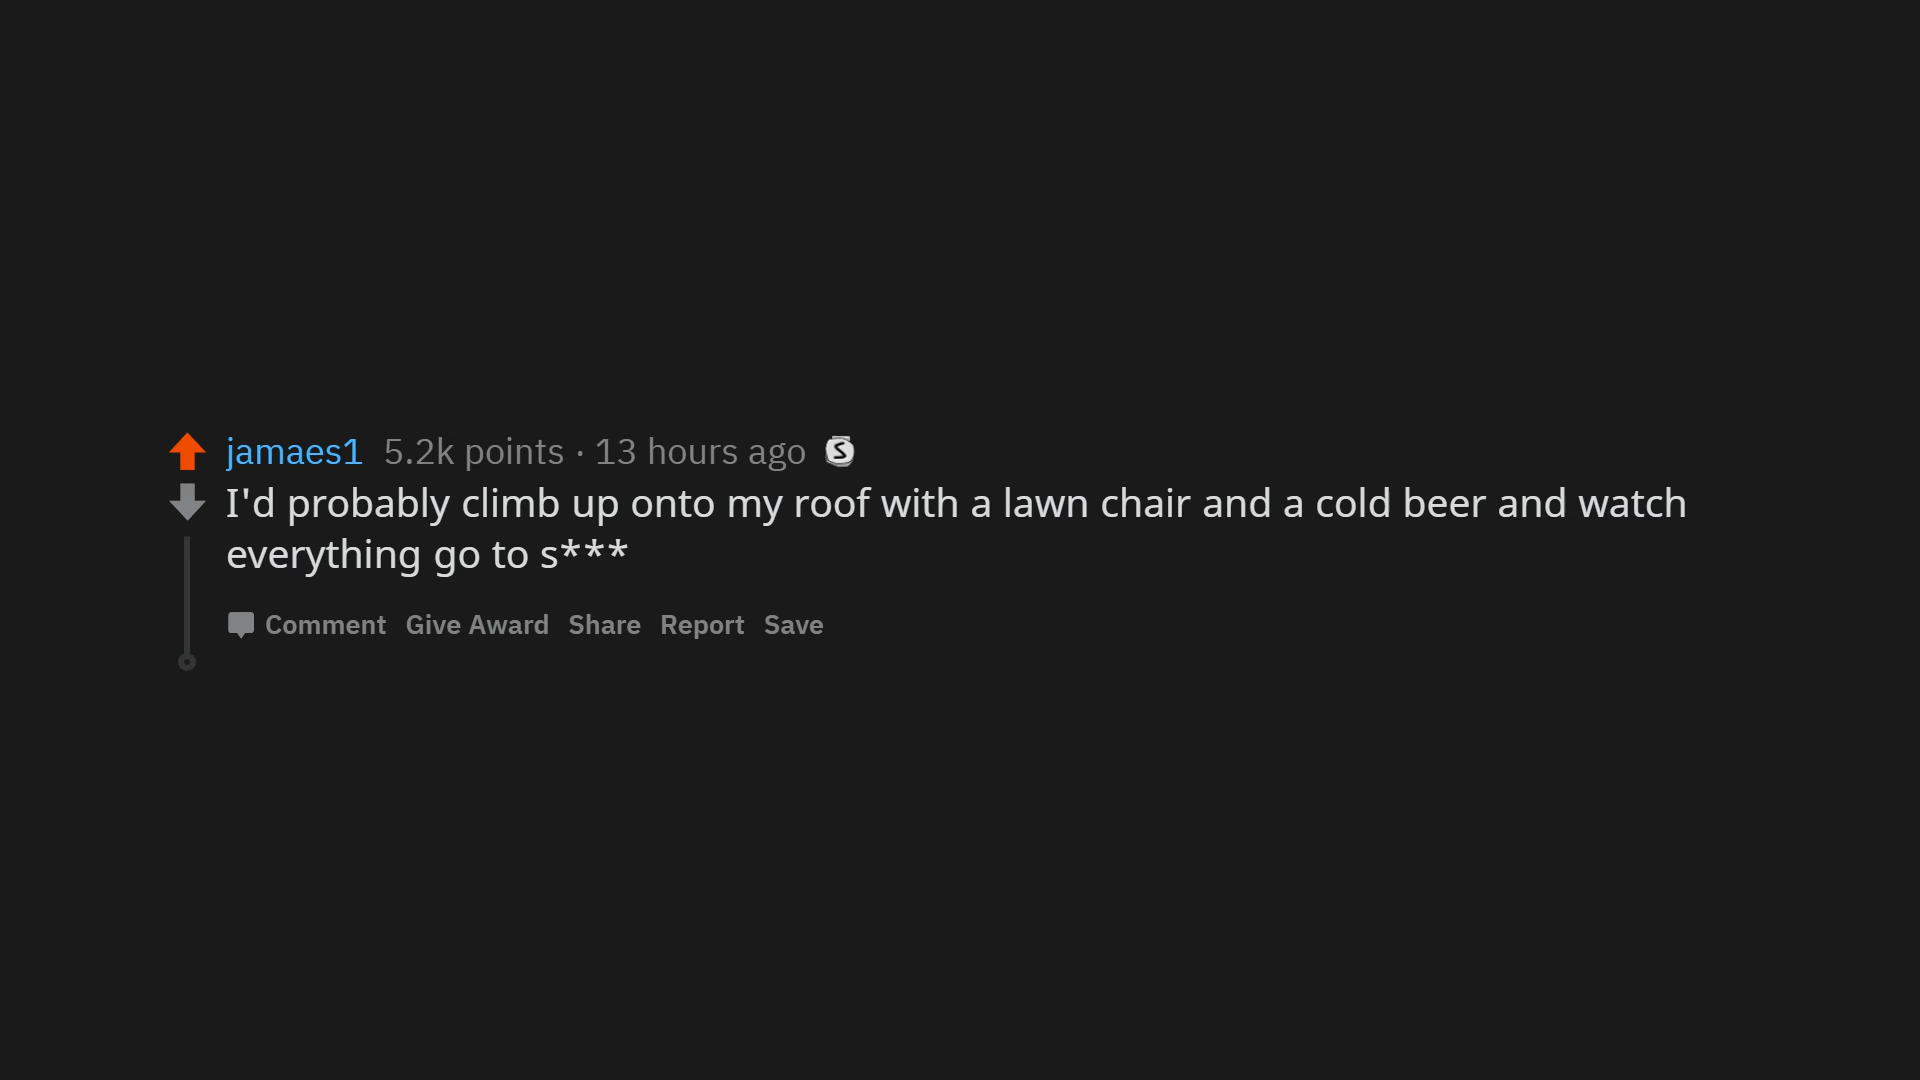 jamaes1 5.2k points · 13 hours ago S
I'd probably climb up onto my roof with a lawn chair and a cold beer and watch
everything go to s***
Comment Give Award Share Report Save